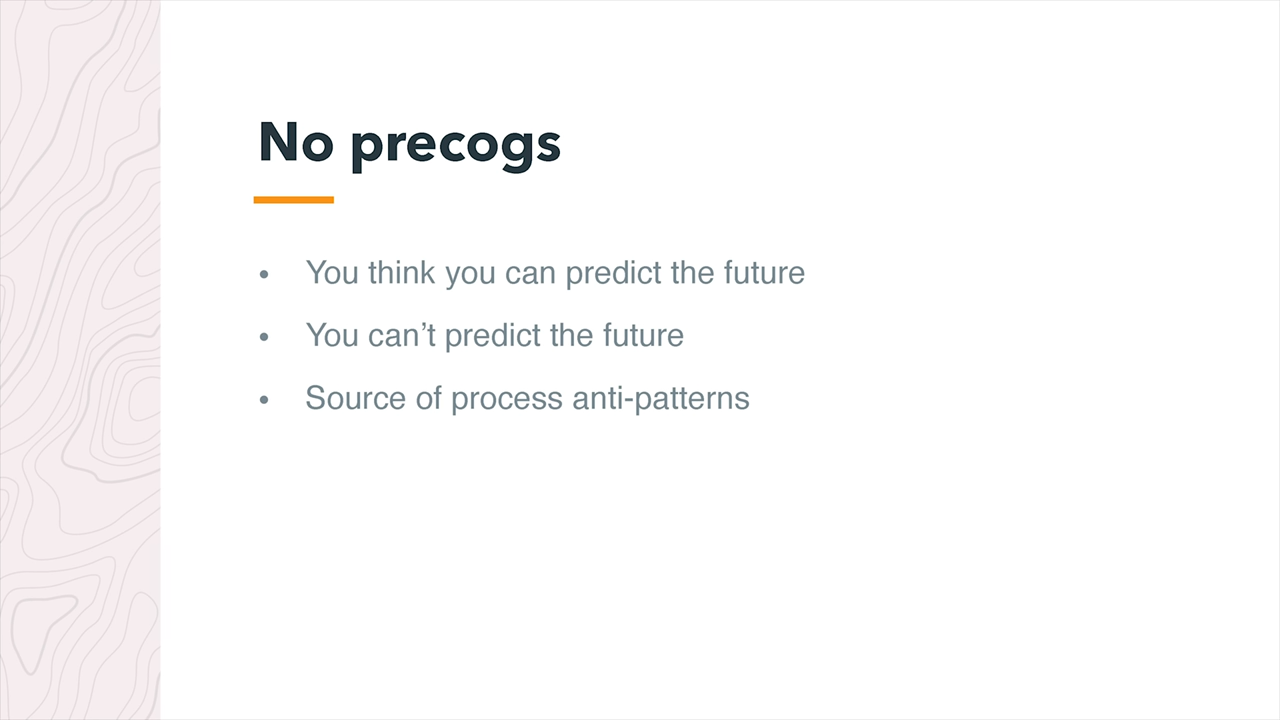 No precogs
• You think you can predict the future
• You can’t predict the future
• Source of process anti-patterns